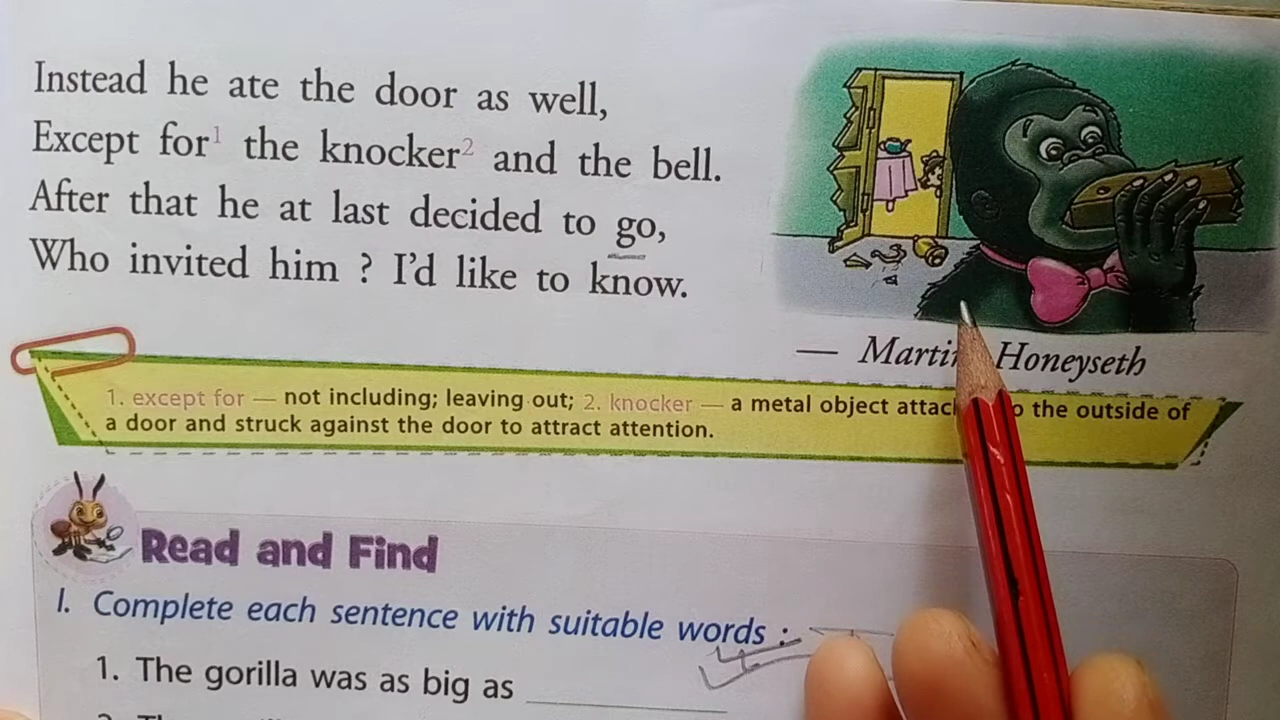 Instead he ate the door as well,
Except for¹ the knocker² and the bell.
After that he at last decided to go,
Who invited him ? I'd like to know.
— Martin Honeyseth
1. except for — not including; leaving out; 2. knocker — a metal object to the outside of
a door and struck against the door to attract attention.
Read and Find
I. Complete each sentence with suitable words :
1. The gorilla was as big as